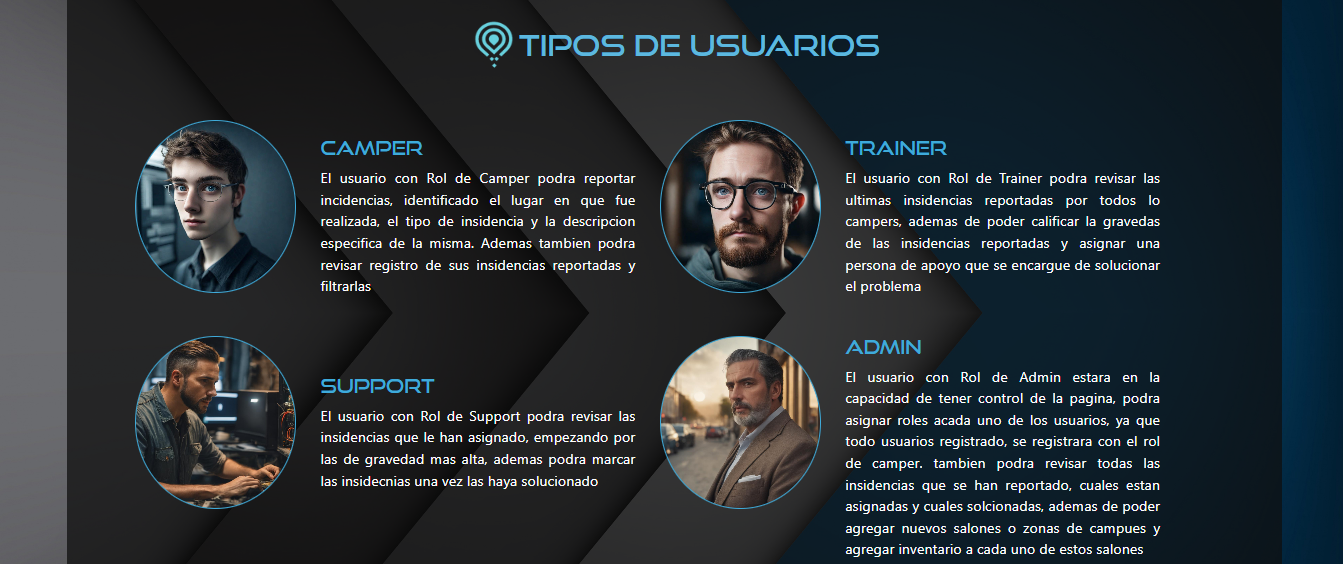 TIPOS DE USUARIOS
CAMPER
El usuario con Rol de Camper podra reportar
incidencias, identificado el lugar en que fue
realizada, el tipo de insidencia y la descripcion
especifica de la misma. Ademas tambien podra
revisar registro de sus insidencias reportadas y
filtrarlas
TRAINER
El usuario con Rol de Trainer podra revisar las
ultimas insidencias reportadas por todos lo
campers, ademas de poder calificar la gravedas
de las insidencias reportadas y asignar una
persona de apoyo que se encargue de solucionar
el problema
SUPPORT
El usuario con Rol de Support podra revisar las
insidencias que le han asignado, empezando por
las de gravedad mas alta, ademas podra marcar
las insidecnias una vez las haya solucionado
ADMIN
El usuario con Rol de Admin estara en la
capacidad de tener control de la pagina, podra
asignar roles acada uno de los usuarios, ya que
todo usuarios registrado, se registrara con el rol
de camper. tambien podra revisar todas las
insidencias que se han reportado, cuales estan
asignadas y cuales solcionadas, ademas de poder
agregar nuevos salones o zonas de campues y
agregar inventario a cada uno de estos salones